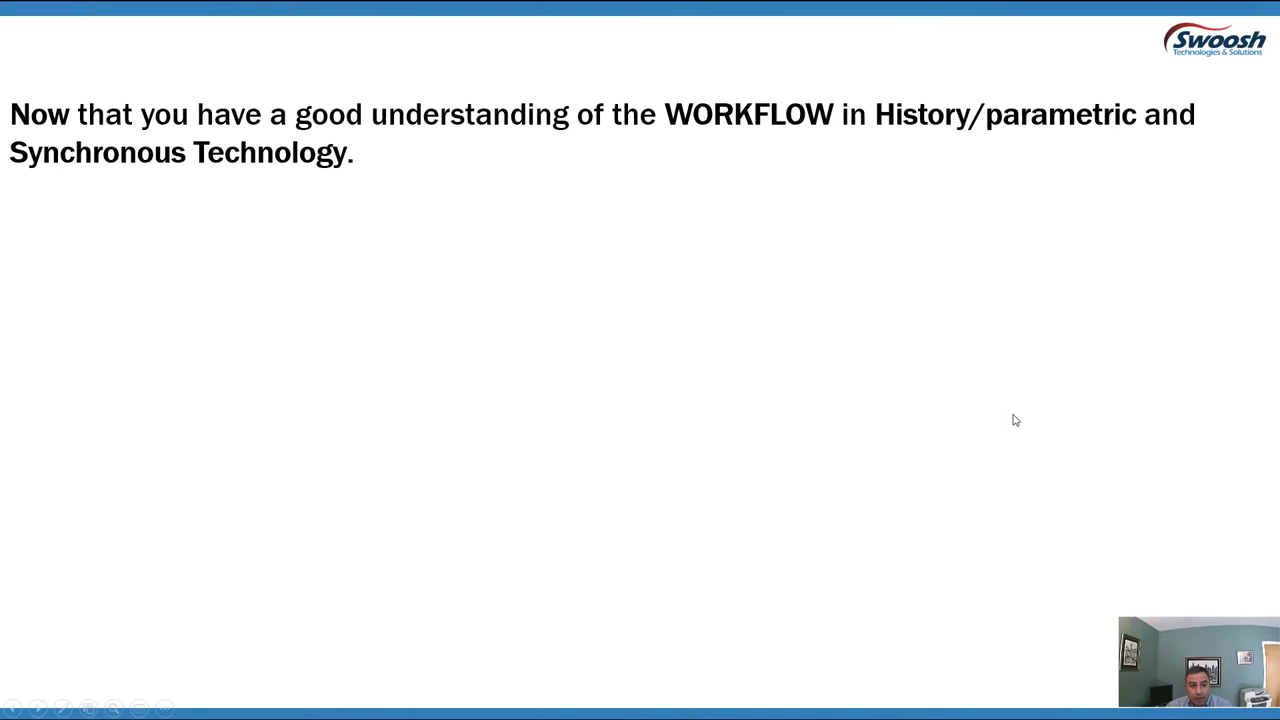 Swoosh
Technologies & Solutions
Now that you have a good understanding of the WORKFLOW in History/parametric and
Synchronous Technology.